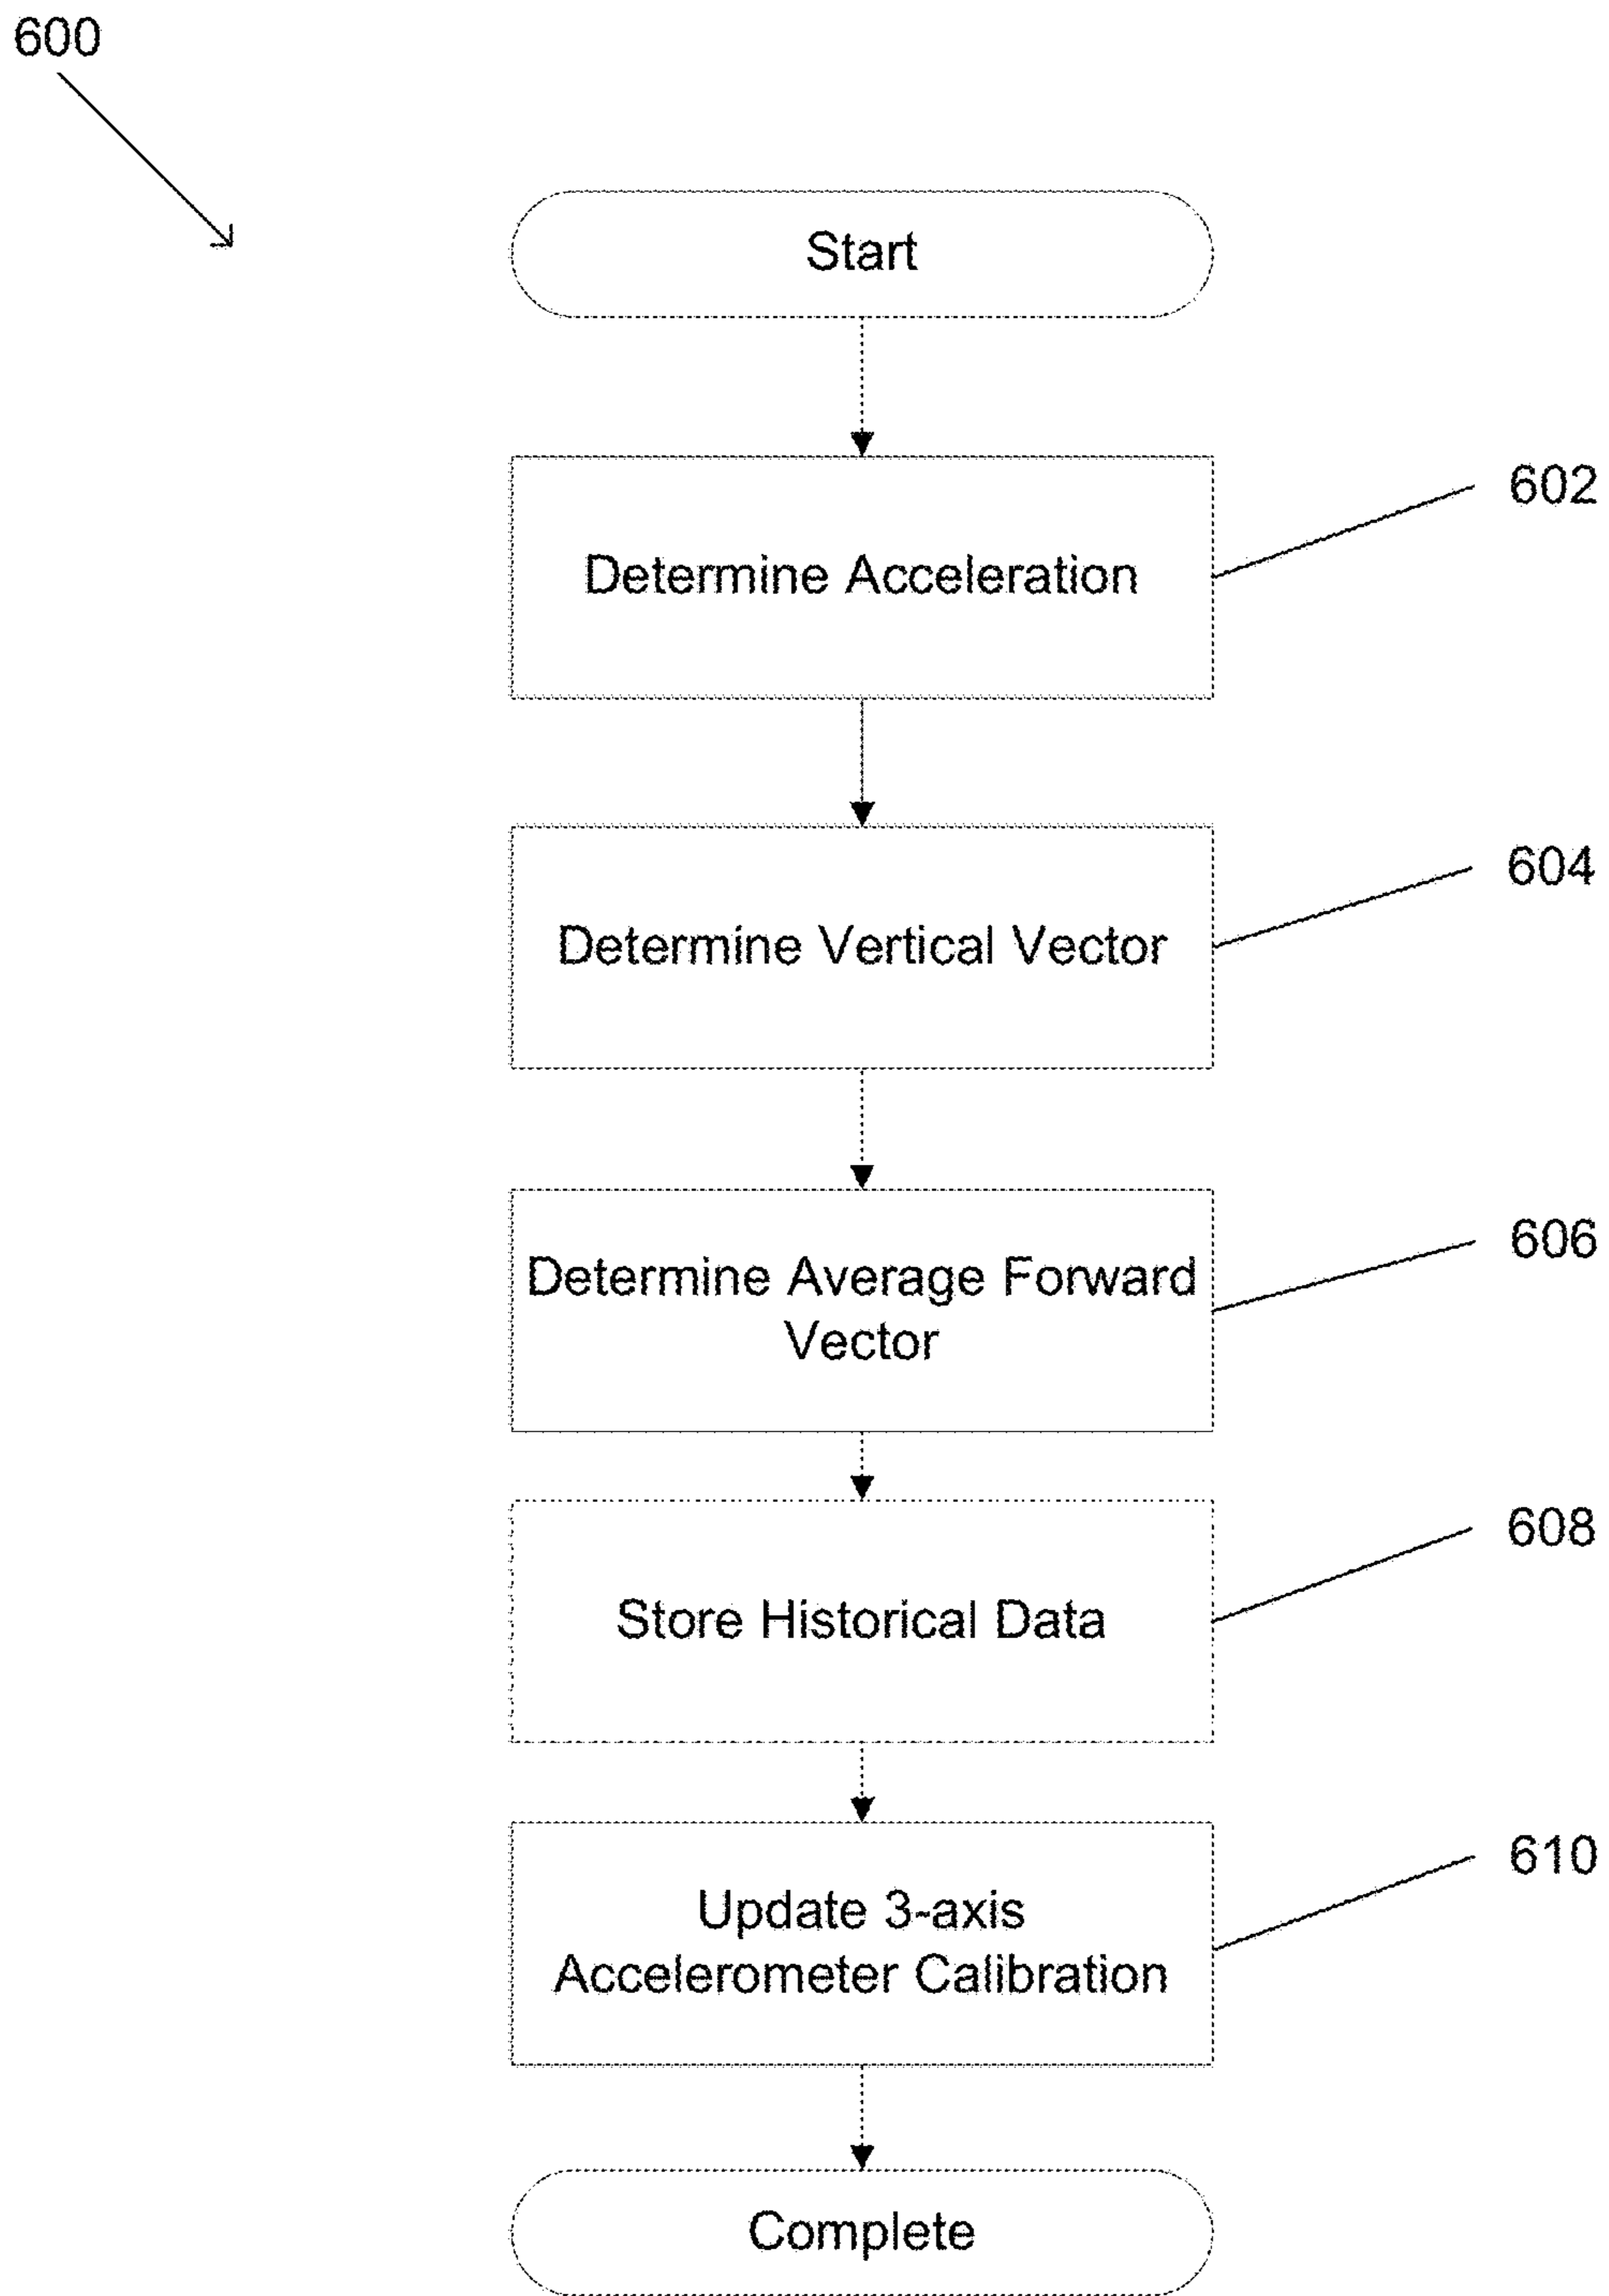 600
Start
602
Determine Acceleration
604
Determine Vertical Vector
606
Determine Average Forward
Vector
608
Store Historical Data
610
Update 3-axis
Accelerometer Calibration
Complete